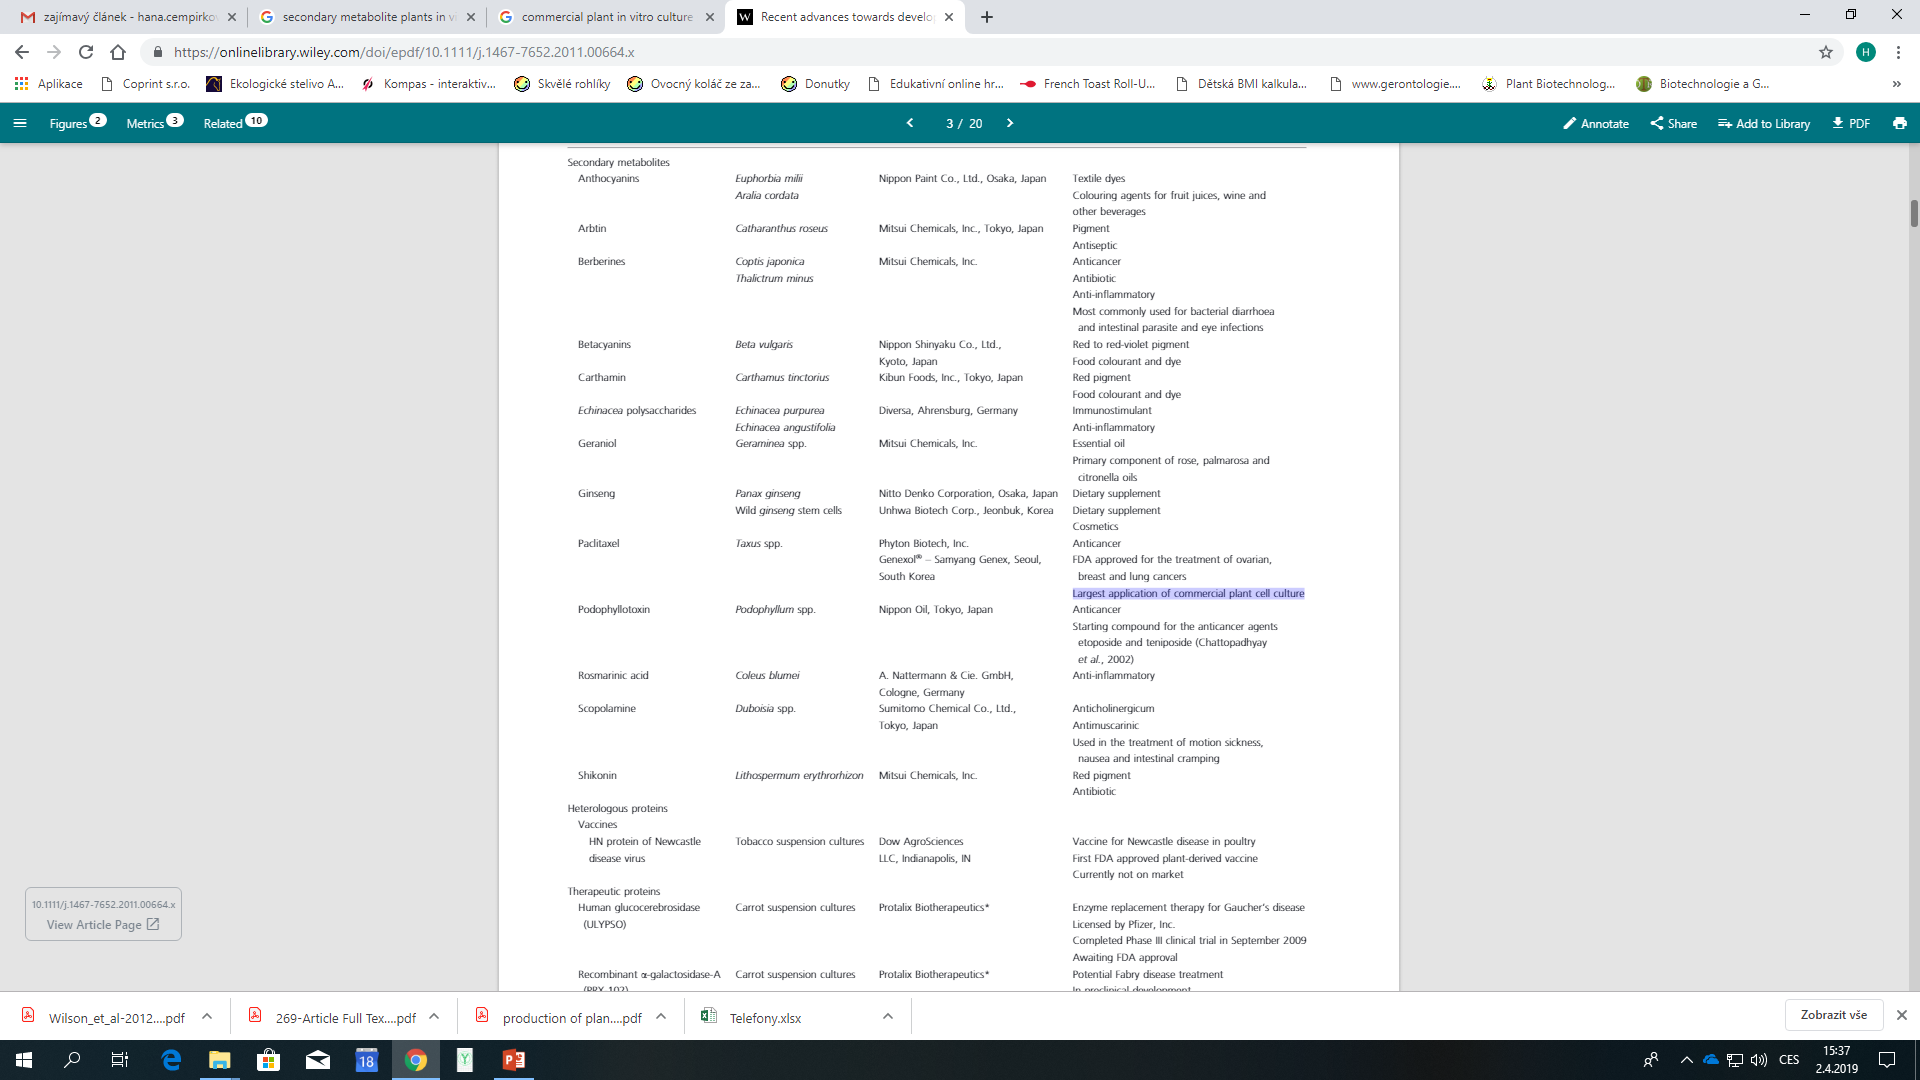 zajímavý článek - hana.cempirkov
secondary metabolite plants in vi
commercial plant in vitro culture
Recent advances towards develop
https://onlinelibrary.wiley.com/doi/epdf/10.1111/j.1467-7652.2011.00664.x
H
Aplikace
Coprint s.r.o.
Ekologické stelivo A...
Kompas - interaktiv...
Skvělé rohlíky
Ovocný koláč ze za...
Donutky
Edukativní online hr...
French Toast Roll-U...
Dětská BMI kalkula...
www.gerontologie....
Plant Biotechnolog...
Biotechnologie a G...
»
Figures 2
Metrics 3
Related 10
3 / 20
Annotate
Share
Add to Library
PDF
Secondary metabolites
Anthocyanins Euphorbia milii Nippon Paint Co., Ltd., Osaka, Japan Textile dyes
Aralia cordata Colouring agents for fruit juices, wine and
other beverages
Arbtin Catharanthus roseus Mitsui Chemicals, Inc., Tokyo, Japan Pigment
Antiseptic
Berberines Coptis japonica Mitsui Chemicals, Inc. Anticancer
Thalictrum minus Antibiotic
Anti-inflammatory
Most commonly used for bacterial diarrhoea
and intestinal parasite and eye infections
Betacyanins Beta vulgaris Nippon Shinyaku Co., Ltd., Red to red-violet pigment
Kyoto, Japan Food colourant and dye
Carthamin Carthamus tinctorius Kibun Foods, Inc., Tokyo, Japan Red pigment
Food colourant and dye
Echinacea polysaccharides Echinacea purpurea Diversa, Ahrensburg, Germany Immunostimulant
Echinacea angustifolia Anti-inflammatory
Geraniol Geraminea spp. Mitsui Chemicals, Inc. Essential oil
Primary component of rose, palmarosa and
citronella oils
Ginseng Panax ginseng Nitto Denko Corporation, Osaka, Japan Dietary supplement
Wild ginseng stem cells Unhwa Biotech Corp., Jeonbuk, Korea Dietary supplement
Cosmetics
Paclitaxel Taxus spp. Phyton Biotech, Inc. Anticancer
Genexol® – Samyang Genex, Seoul, FDA approved for the treatment of ovarian,
South Korea breast and lung cancers
Largest application of commercial plant cell culture
Podophyllotoxin Podophyllum spp. Nippon Oil, Tokyo, Japan Anticancer
Starting compound for the anticancer agents
etoposide and teniposide (Chattopadhyay
et al., 2002)
Rosmarinic acid Coleus blumei A. Nattermann & Cie. GmbH, Anti-inflammatory
Cologne, Germany
Scopolamine Duboisia spp. Sumitomo Chemical Co., Ltd., Anticholinergicum
Tokyo, Japan Antimuscarinic
Used in the treatment of motion sickness,
nausea and intestinal cramping
Shikonin Lithospermum erythrorhizon Mitsui Chemicals, Inc. Red pigment
Antibiotic
Heterologous proteins
Vaccines
HN protein of Newcastle Tobacco suspension cultures Dow AgroSciences Vaccine for Newcastle disease in poultry
disease virus LLC, Indianapolis, IN First FDA approved plant-derived vaccine
Currently not on market
Therapeutic proteins
Human glucocerebrosidase Carrot suspension cultures Protalix Biotherapeutics* Enzyme replacement therapy for Gaucher's disease
(ULYPSO) Licensed by Pfizer, Inc.
Completed Phase III clinical trial in September 2009
Awaiting FDA approval
Recombinant α-galactosidase-A Carrot suspension cultures Protalix Biotherapeutics* Potential Fabry disease treatment
(PRX-102) In preclinical development
10.1111/j.1467-7652.2011.00664.x
View Article Page
Wilson_et_al-2012....pdf
269-Article Full Tex....pdf
production of plan....pdf
Telefony.xlsx
Zobrazit vše
18
CES
15:37
2.4.2019